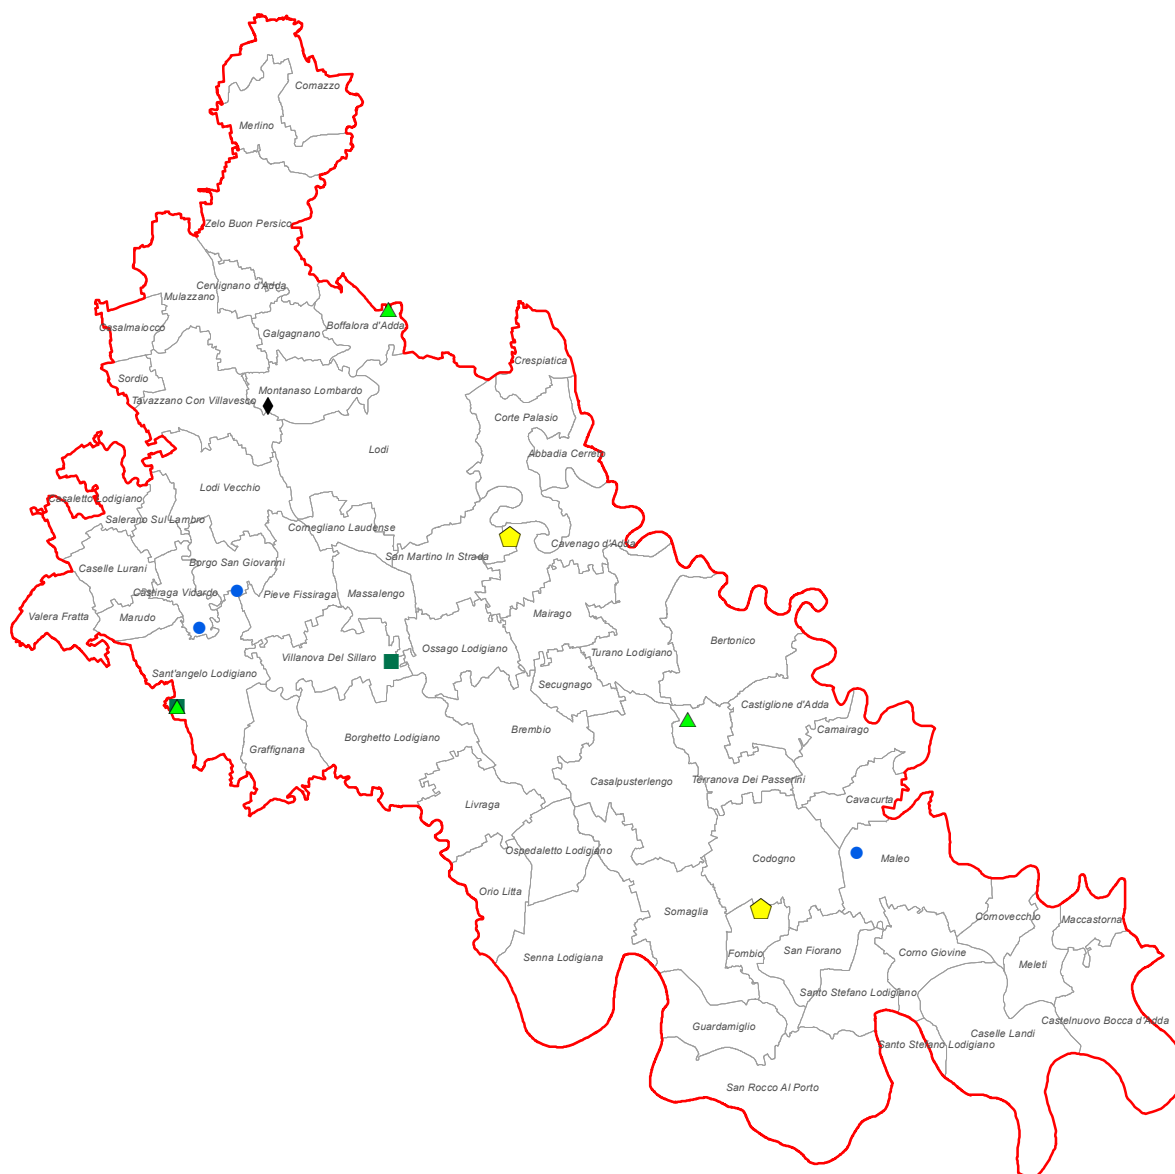 Comazzo
Merlino
Zelo Buon Persico
Cervignano d'Adda
Mulazzano
Casalmaiocco
Galgagnano
Boffalora d'Adda
Crespiatica
Sordio
Montanaso Lombardo
Tavazzano Con Villavesco
Corte Palasio
Lodi
Abbadia Cerreto
Lodi Vecchio
Casaletto Lodigiano
Salerano Sul Lambro
Cornegliano Laudense
Cavenago d'Adda
San Martino In Strada
Borgo San Giovanni
Caselle Lurani
Castiraga Vidardo
Pieve Fissiraga
Massalengo
Valera Fratta
Marudo
Mairago
Bertonico
Ossago Lodigiano
Turano Lodigiano
Villanova Del Sillaro
Sant'angelo Lodigiano
Secugnago
Castiglione d'Adda
Camairago
Brembio
Borghetto Lodigiano
Graffignana
Casalpusterlengo
Terranova Dei Passerini
Cavacurta
Livraga
Ospedaletto Lodigiano
Codogno
Maleo
Orio Litta
Somaglia
Cornovecchio
Maccastorna
San Fiorano
Fombio
Corno Giovine
Senna Lodigiana
Meleti
Santo Stefano Lodigiano
Castelnuovo Bocca d'Adda
Guardamiglio
Caselle Landi
Santo Stefano Lodigiano
San Rocco Al Porto